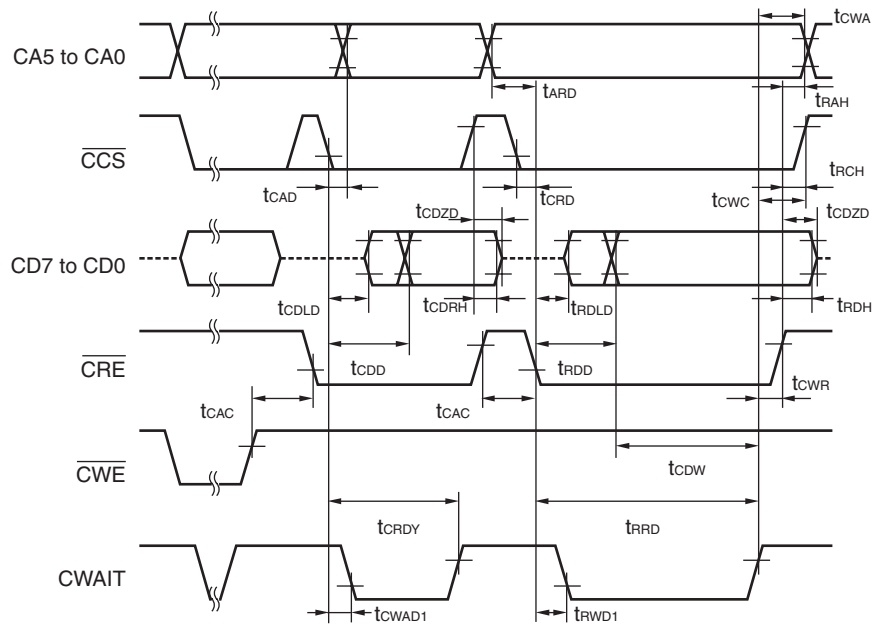 tCWA
CA5 to CA0
tARD
tRAH
CCS
tCAD
tCRD
tCWC
tRCH
tCDZD
tCDZD
CD7 to CD0
tCDLD
tCDRH
tRDLD
tRDH
CRE
tCDD
tRDD
tCWR
tCAC
tCAC
CWE
tCDW
tCRDY
tRRD
CWAIT
tCWAD1
tRWD1